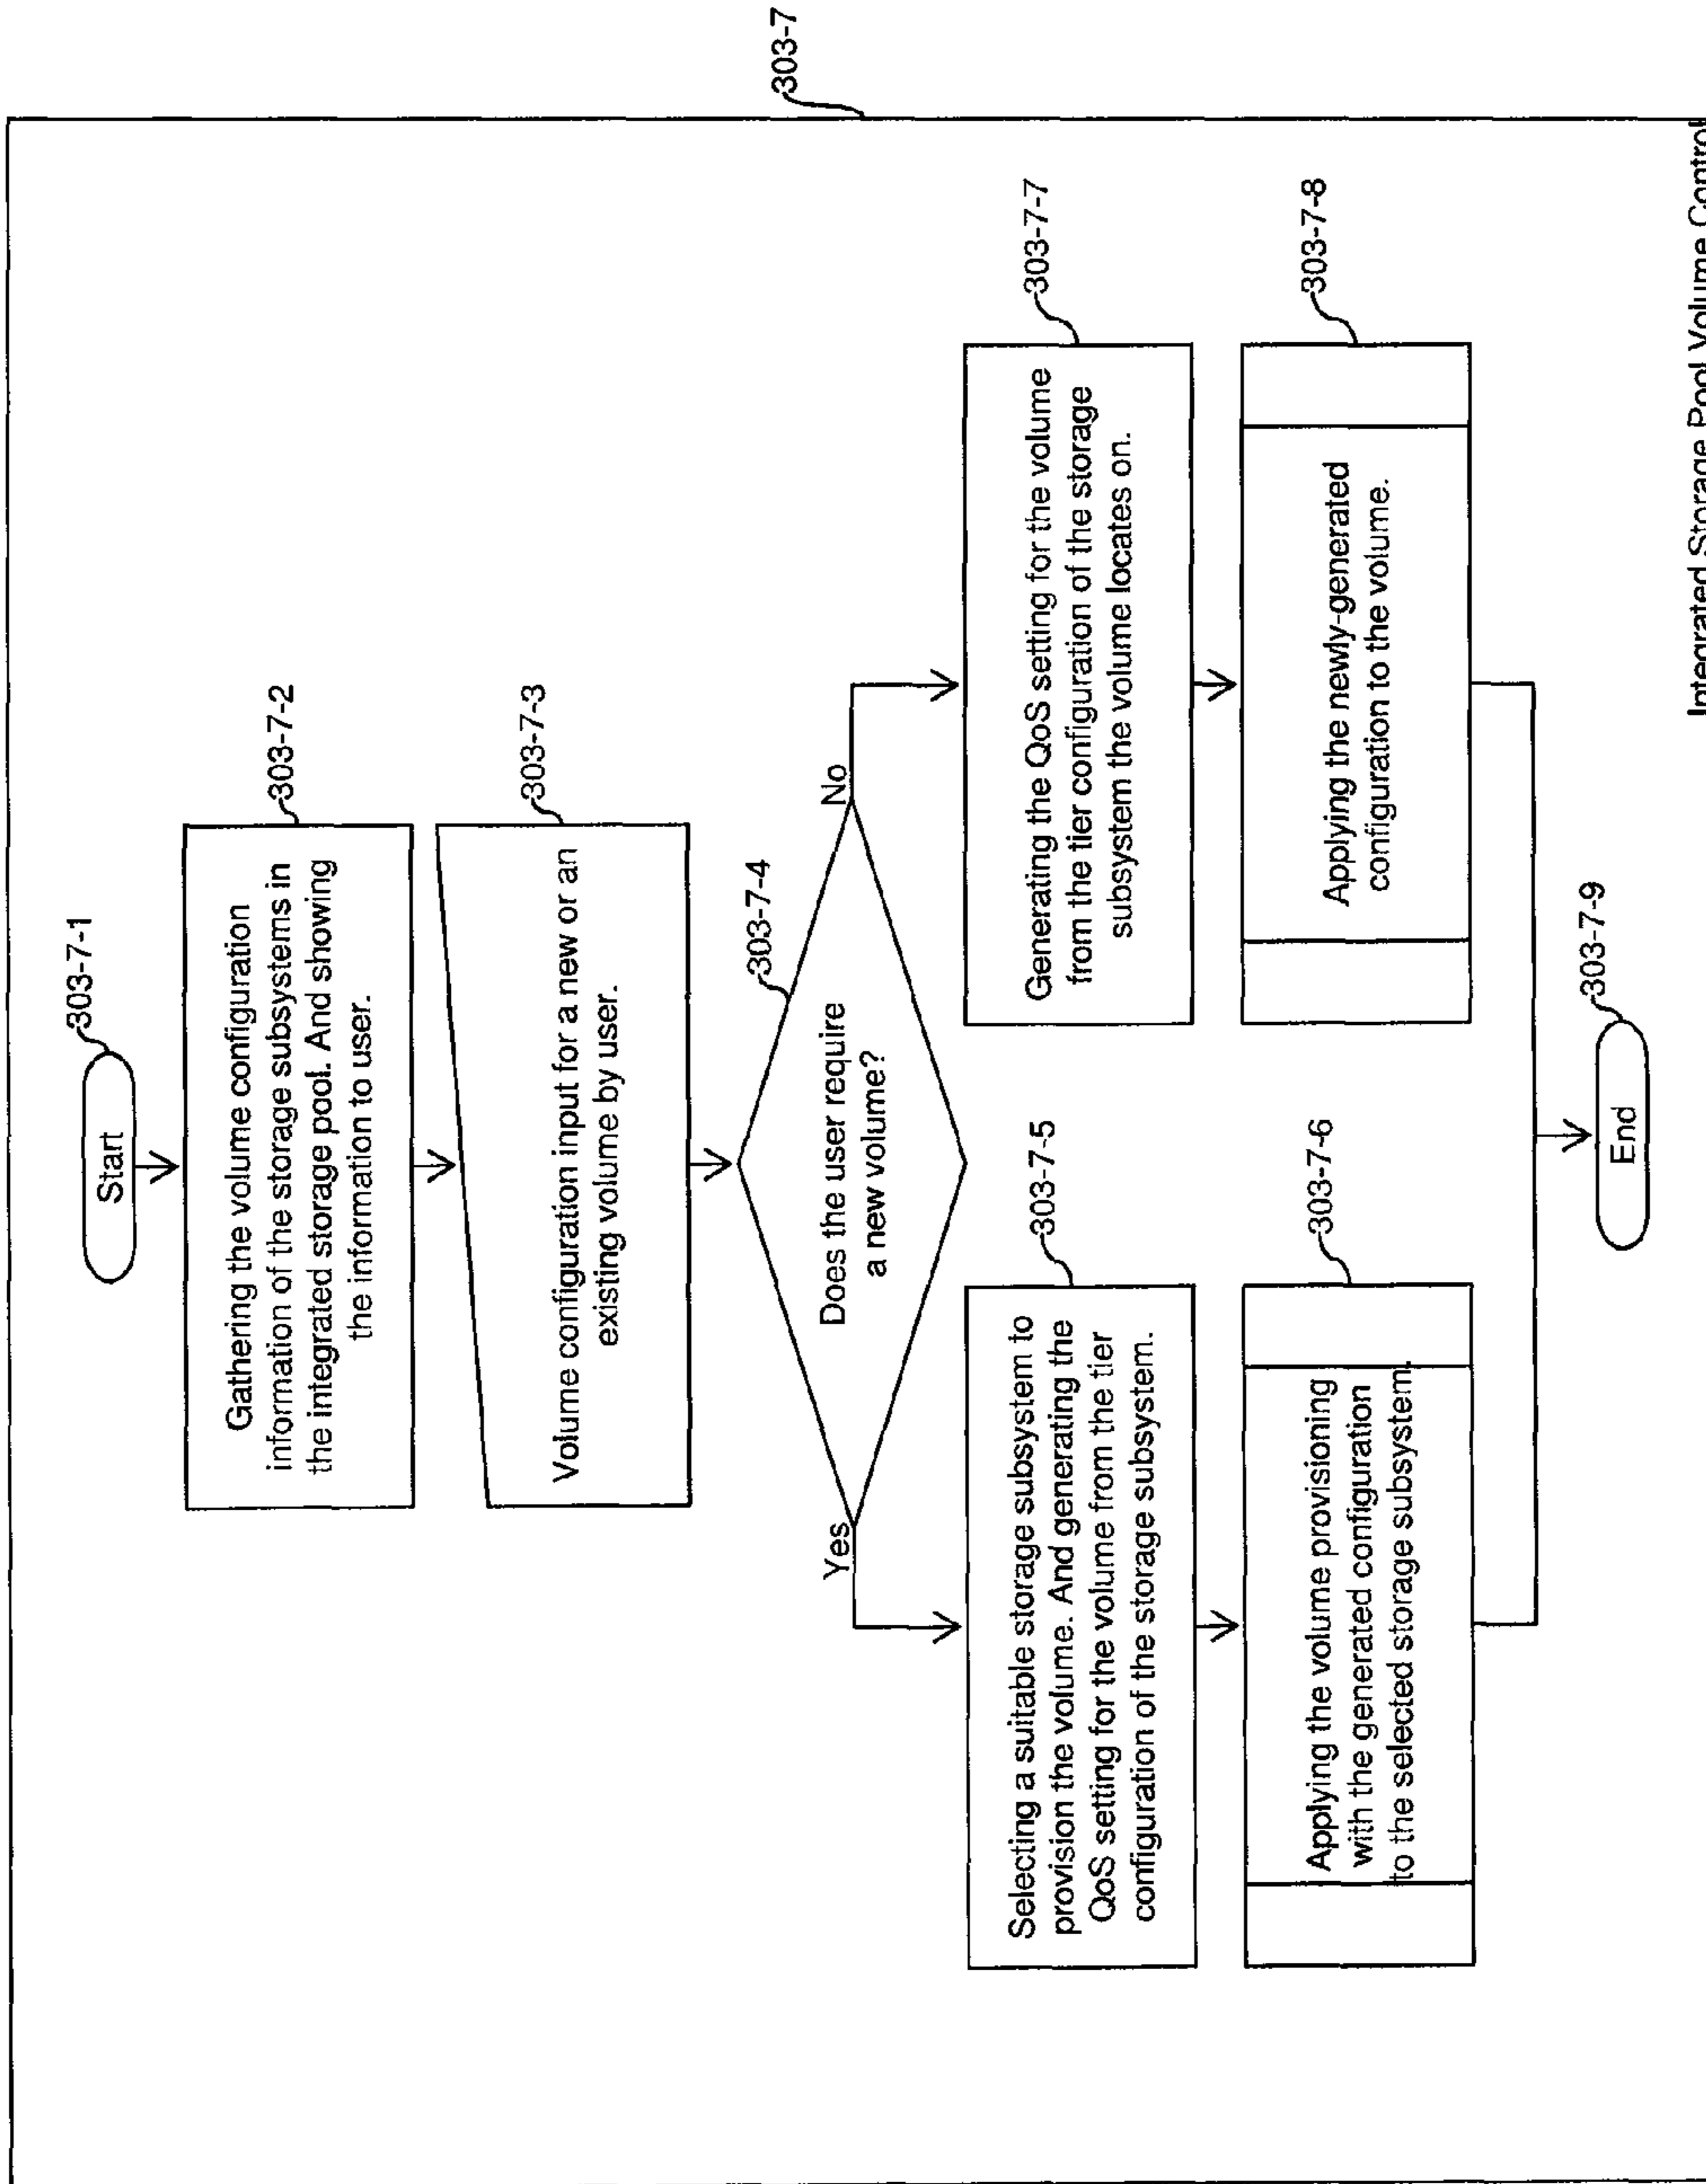 303-7
303-7-1
Start
303-7-2
Gathering the volume configuration
information of the storage subsystems in
the integrated storage pool. And showing
the information to user.
303-7-3
Volume configuration input for a new or an
existing volume by user.
303-7-4
Does the user require
a new volume?
Yes
No
303-7-5
Selecting a suitable storage subsystem to
provision the volume. And generating the
QoS setting for the volume from the tier
configuration of the storage subsystem.
303-7-6
Applying the volume provisioning
with the generated configuration
to the selected storage subsystem.
303-7-7
Generating the QoS setting for the volume
from the tier configuration of the storage
subsystem the volume locates on.
303-7-8
Applying the newly-generated
configuration to the volume.
303-7-9
End
Integrated Storage Pool Volume Control